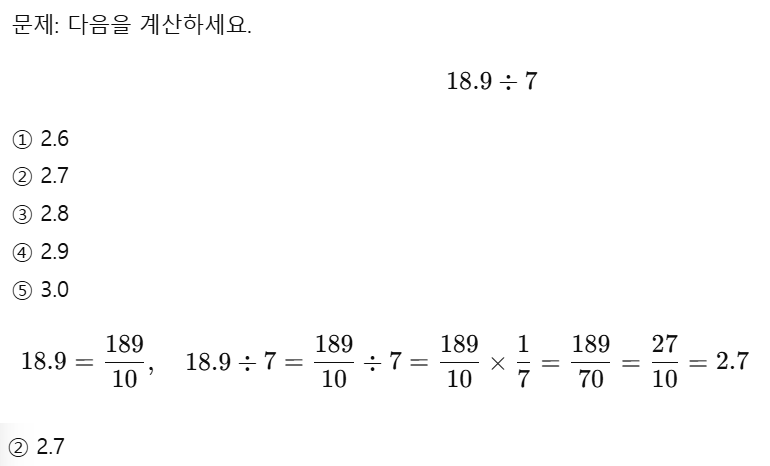 문제: 다음을 계산하세요.
18.9 ÷ 7
① 2.6
② 2.7
③ 2.8
④ 2.9
⑤ 3.0
18.9 = 189/10, 18.9 ÷ 7 = 189/10 ÷ 7 = 189/10 × 1/7 = 189/70 = 27/10 = 2.7
② 2.7